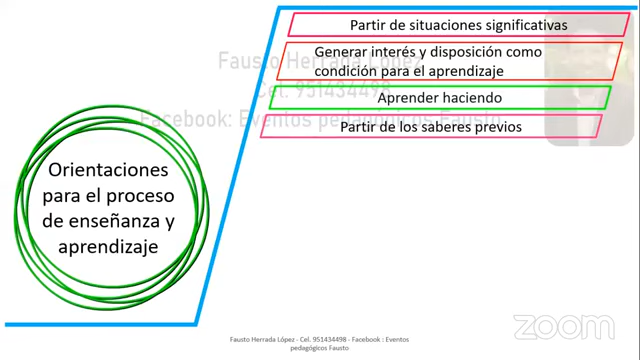 Partir de situaciones significativas
Generar interés y disposición como
condición para el aprendizaje
Aprender haciendo
Partir de los saberes previos
Fausto Herrada López
Cel. 951434498
Facebook: Eventos pedagógicos Fausto
Orientaciones
para el proceso
de enseñanza y
aprendizaje
zoom
Fausto Herrada López - Cel. 951434498 - Facebook : Eventos
pedagógicos Fausto